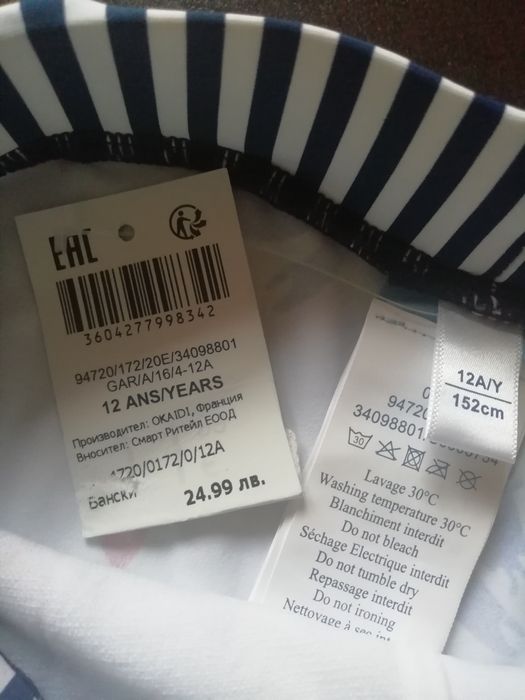 EAC
3604277998342
94720/172/20E/34098801
GAR/A/16/4-12A
12 ANS/YEARS
Производител: OKAIDI, Франция
Вносител: Смарт Ритейл ЕООД
4720/0172/0/12A
Бански
24.99 лв.
12A/Y
152cm
9472
34098801
30
Lavage 30°C
Washing temperature 30°C
Blanchiment interdit
Do not bleach
Séchage Electrique interdit
Do not tumble dry
Repassage interdit
Do not ironing
Nettoyage à sec